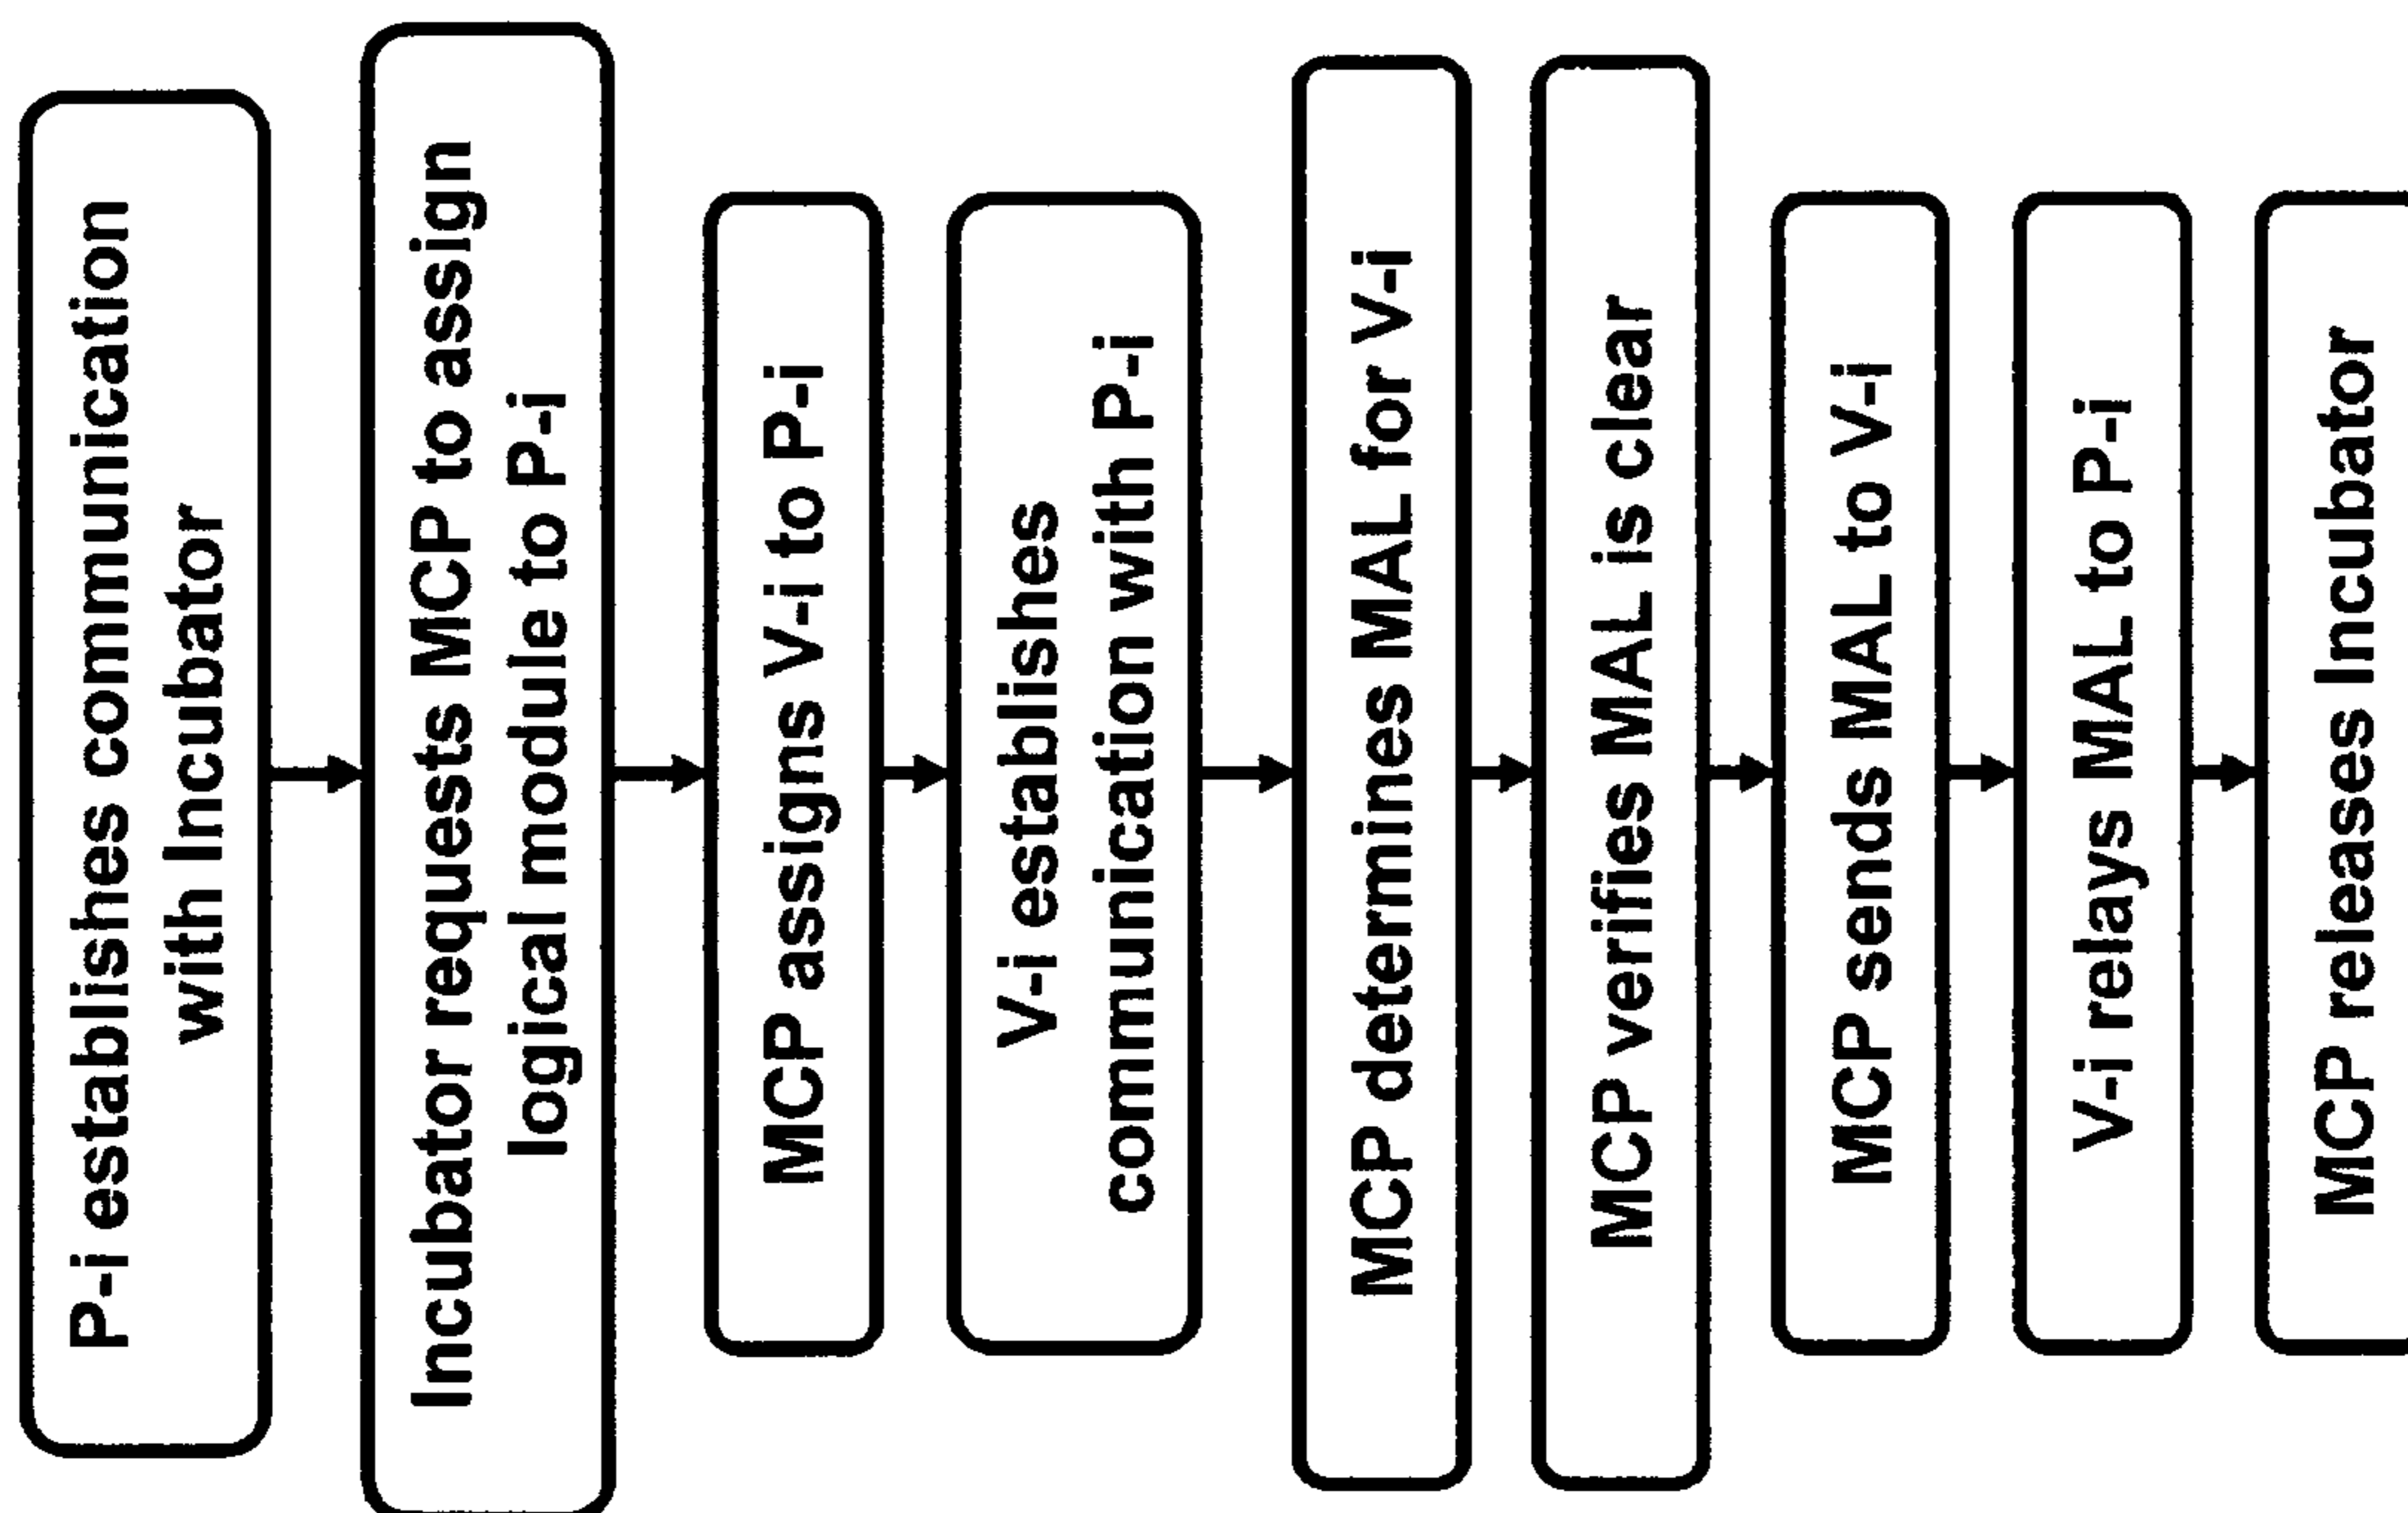 P-i establishes communication
with Incubator
Incubator requests MCP to assign
logical module to P-i
MCP assigns V-i to P-i
V-i establishes
communication with P-i
MCP determines MAL for V-i
MCP verifies MAL is clear
MCP sends MAL to V-i
V-i relays MAL to P-i
MCP releases Incubator